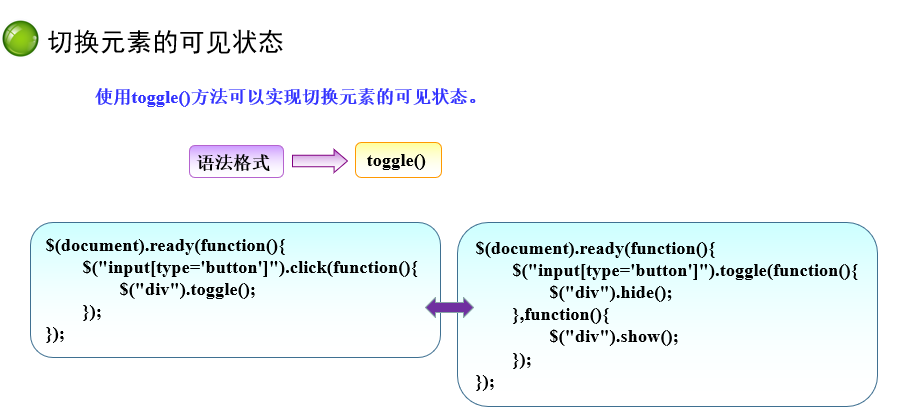 切换元素的可见状态
使用toggle()方法可以实现切换元素的可见状态。
语法格式
toggle()
$(document).ready(function(){
$("input[type='button']").click(function(){
$("div").toggle();
});
});
$(document).ready(function(){
$("input[type='button']").toggle(function(){
$("div").hide();
},function(){
$("div").show();
});
});